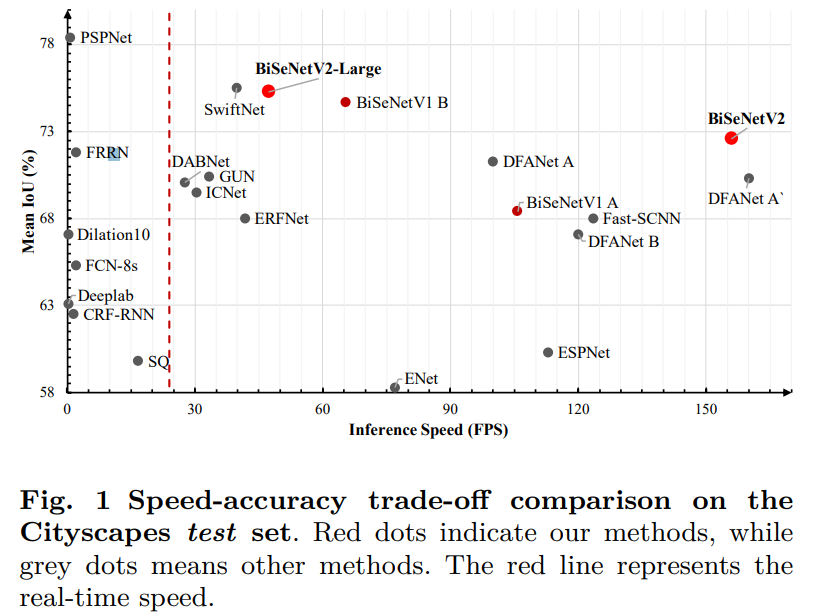 78
PSPNet
BiSeNetV2-Large
SwiftNet
BiSeNetV1 B
73
BiSeNetV2
FRRN
DABNet
GUN
ICNet
DFANet A
DFANet A`
BiSeNetV1 A
68
ERFNet
Fast-SCNN
Dilation10
DFANet B
FCN-8s
Deeplab
63
CRF-RNN
SQ
ESPNet
ENet
58
0 30 60 90 120 150
Mean IoU (%)
Inference Speed (FPS)
Fig. 1 Speed-accuracy trade-off comparison on the
Cityscapes test set. Red dots indicate our methods, while
grey dots means other methods. The red line represents the
real-time speed.